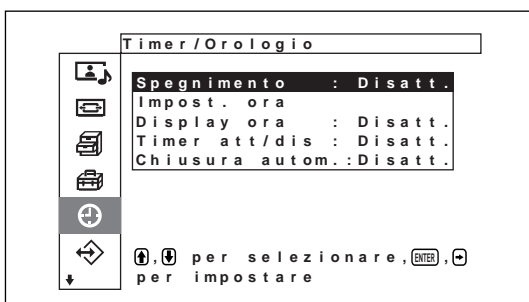 Timer/Orologio
Spegnimento : Disatt.
Impost. ora
Display ora : Disatt.
Timer att/dis : Disatt.
Chiusura autom.:Disatt.
, per selezionare, ENTER ,
per impostare